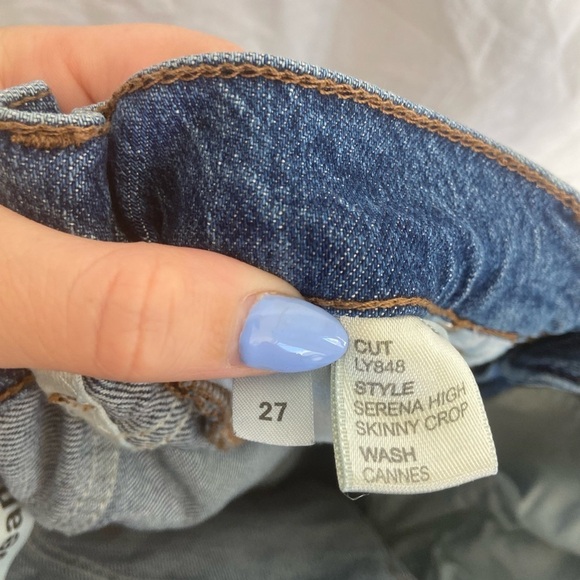 27
CUT
LY848
STYLE
SERENA HIGH
SKINNY CROP
WASH
CANNES